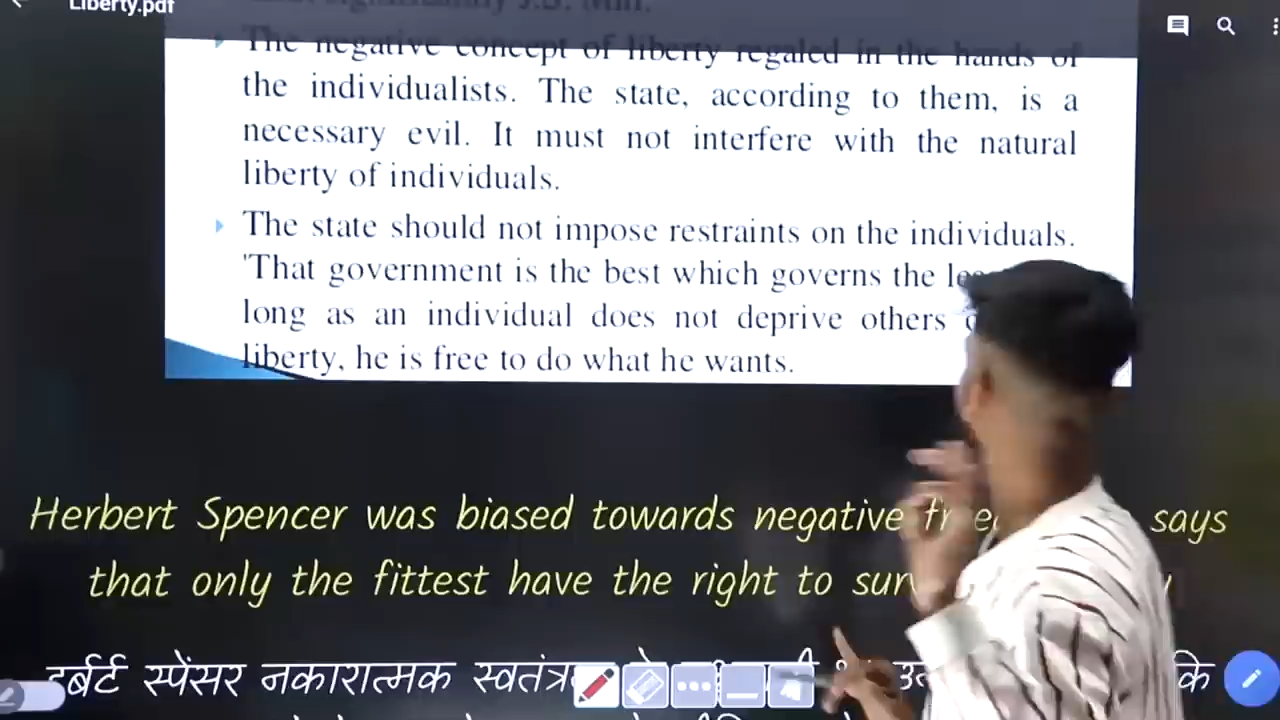 Liberty.pdf
The negative concept of liberty regaled in the hands of
the individualists. The state, according to them, is a
necessary evil. It must not interfere with the natural
liberty of individuals.
The state should not impose restraints on the individuals.
'That government is the best which governs the
long as an individual does not deprive others
liberty, he is free to do what he wants.
Herbert Spencer was biased towards negative says
that only the fittest have the right to
हर्बर्ट स्पेंसर नकारात्मक कि